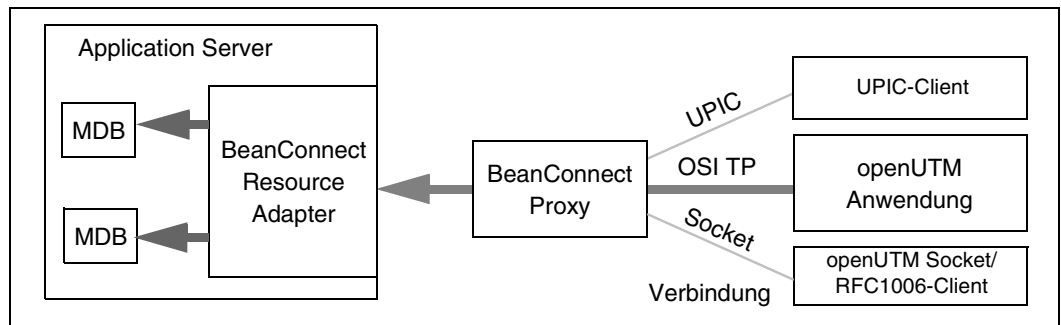 Application Server
MDB
MDB
BeanConnect
Resource
Adapter
BeanConnect
Proxy
UPIC
OSI TP
Socket
Verbindung
UPIC-Client
openUTM
Anwendung
openUTM Socket/
RFC1006-Client